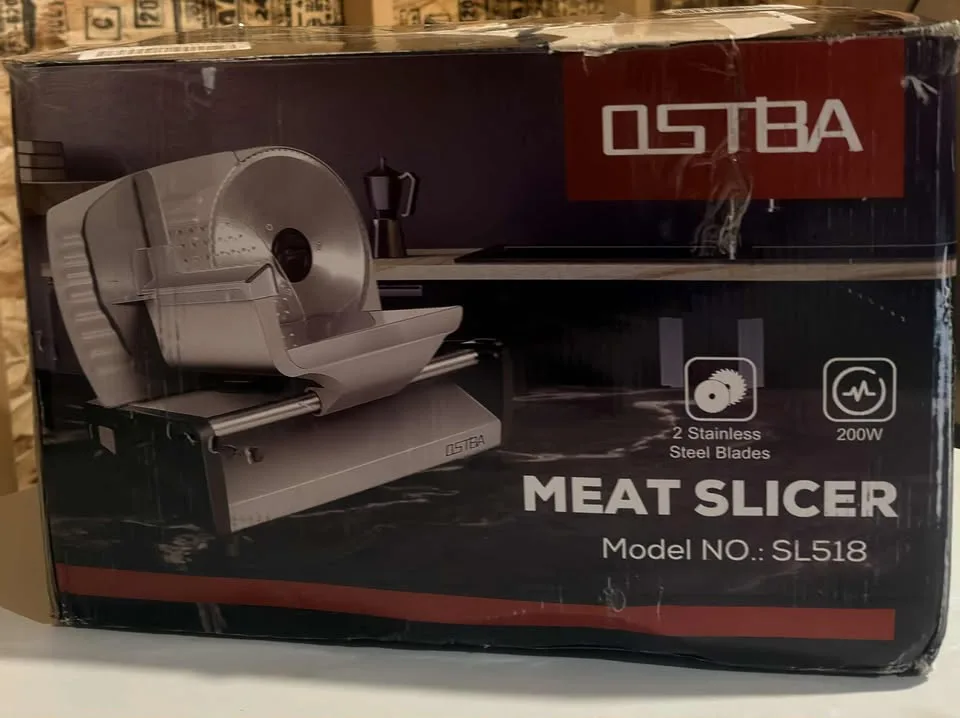 OSTBA
OSTBA
2 Stainless
Steel Blades
200W
MEAT SLICER
Model NO.: SL518